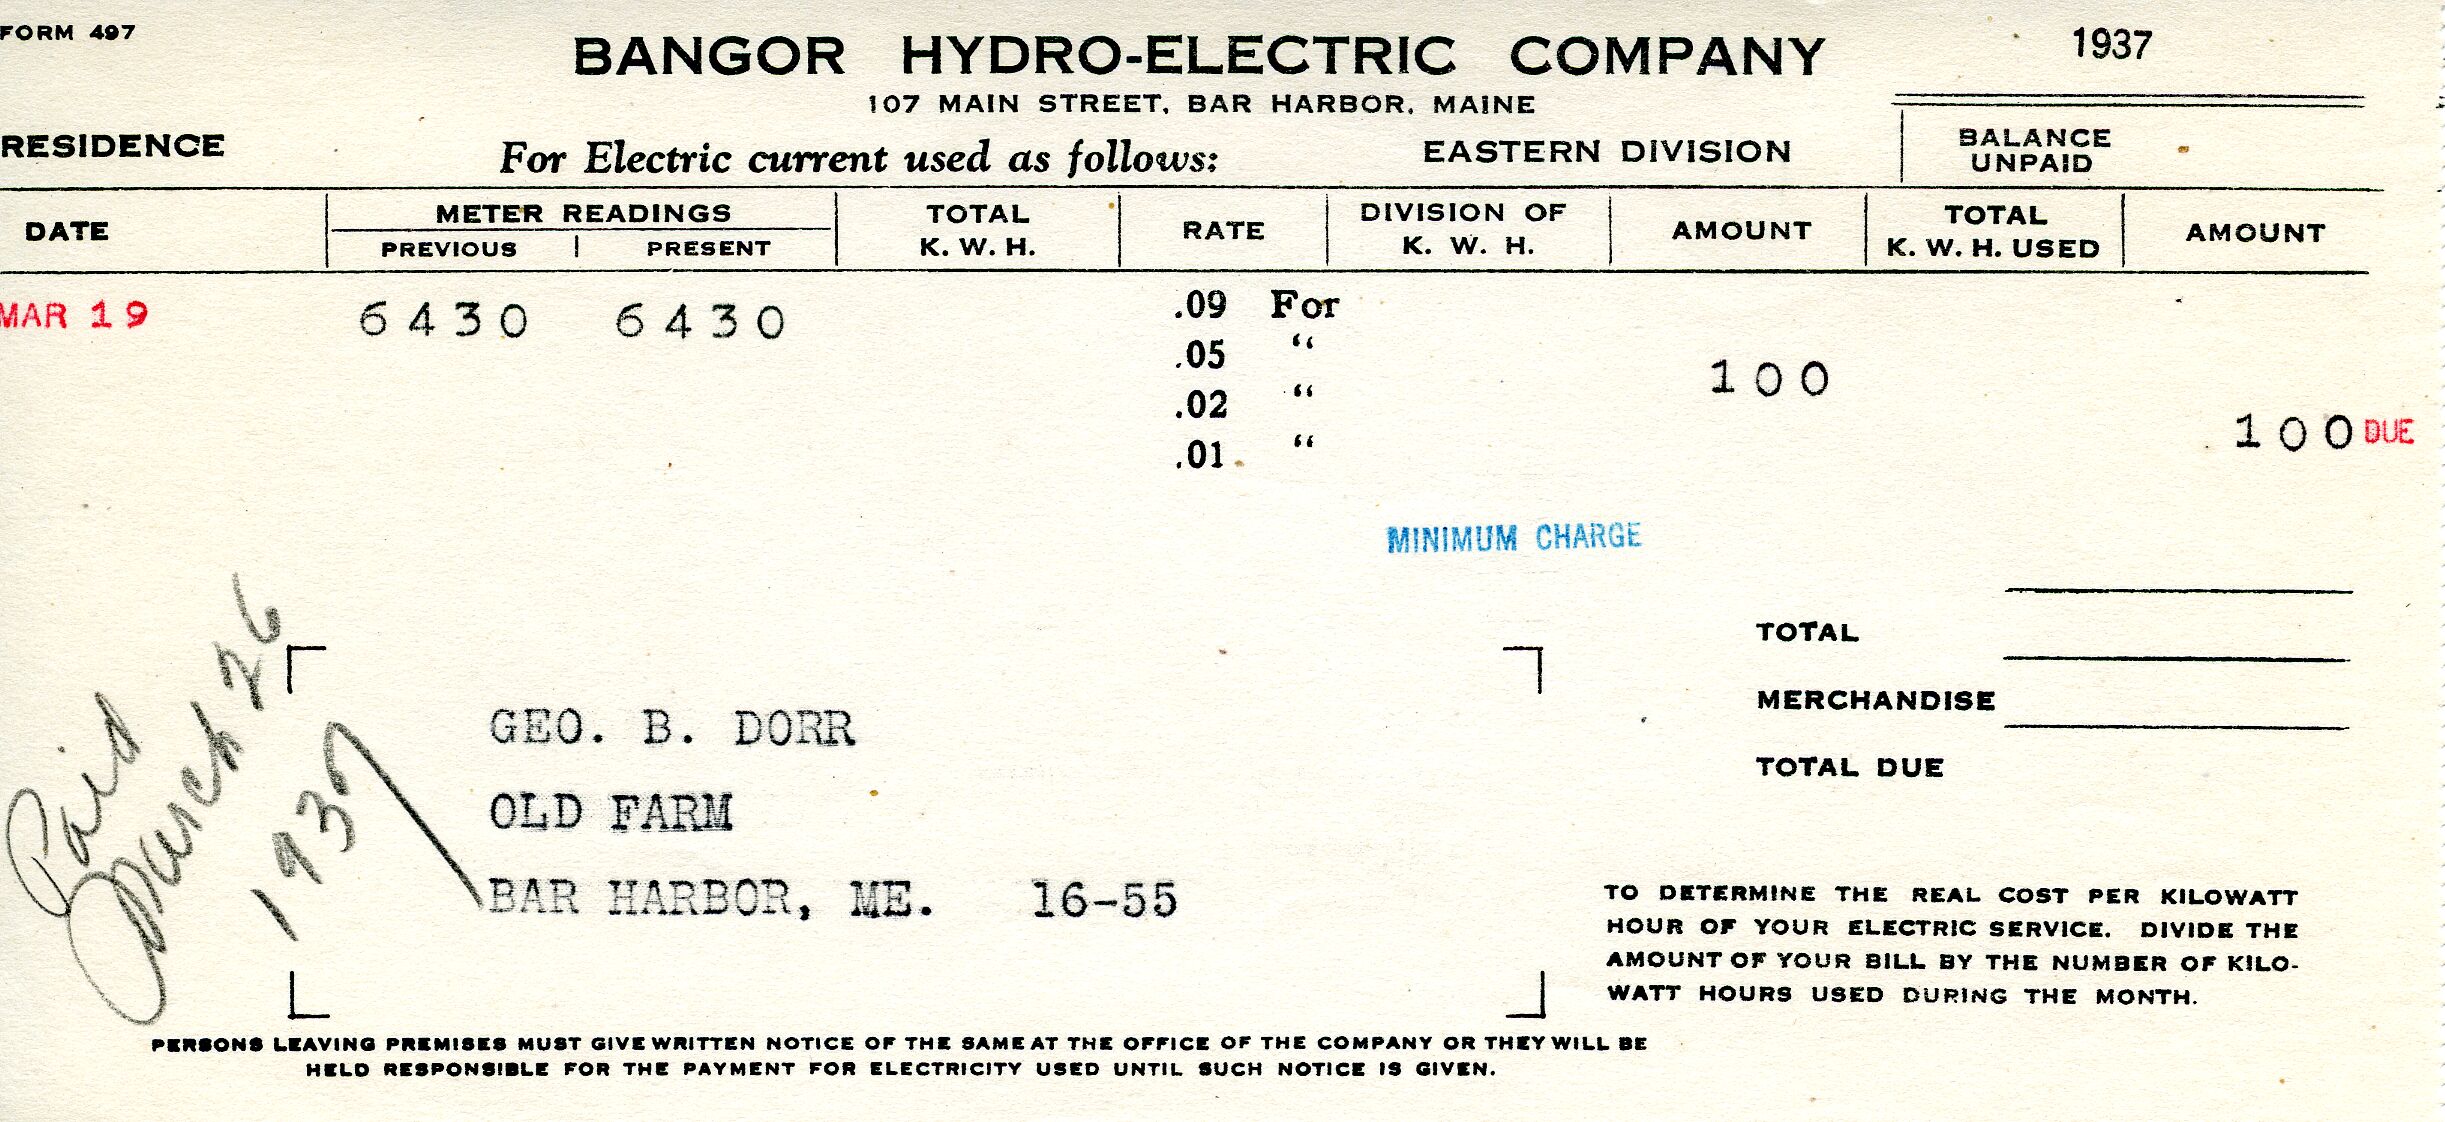 FORM 497
BANGOR HYDRO-ELECTRIC COMPANY
1937
107 MAIN STREET, BAR HARBOR, MAINE
RESIDENCE
For Electric current used as follows:
EASTERN DIVISION
BALANCE
UNPAID
DATE
METER READINGS
PREVIOUS
PRESENT
TOTAL
K. W. H.
RATE
DIVISION OF
K. W. H.
AMOUNT
TOTAL
K. W. H. USED
AMOUNT
MAR 19 6430 6430
.09 For
.05 "
.02 "
.01 "
100
100 DUE
MINIMUM CHARGE
Paid
March 26
1937
GEO. B. DORR
OLD FARM
BAR HARBOR, ME. 16-55
TOTAL
MERCHANDISE
TOTAL DUE
TO DETERMINE THE REAL COST PER KILOWATT
HOUR OF YOUR ELECTRIC SERVICE. DIVIDE THE
AMOUNT OF YOUR BILL BY THE NUMBER OF KILO-
WATT HOURS USED DURING THE MONTH.
PERSONS LEAVING PREMISES MUST GIVE WRITTEN NOTICE OF THE SAME AT THE OFFICE OF THE COMPANY OR THEY WILL BE
HELD RESPONSIBLE FOR THE PAYMENT FOR ELECTRICITY USED UNTIL SUCH NOTICE IS GIVEN.